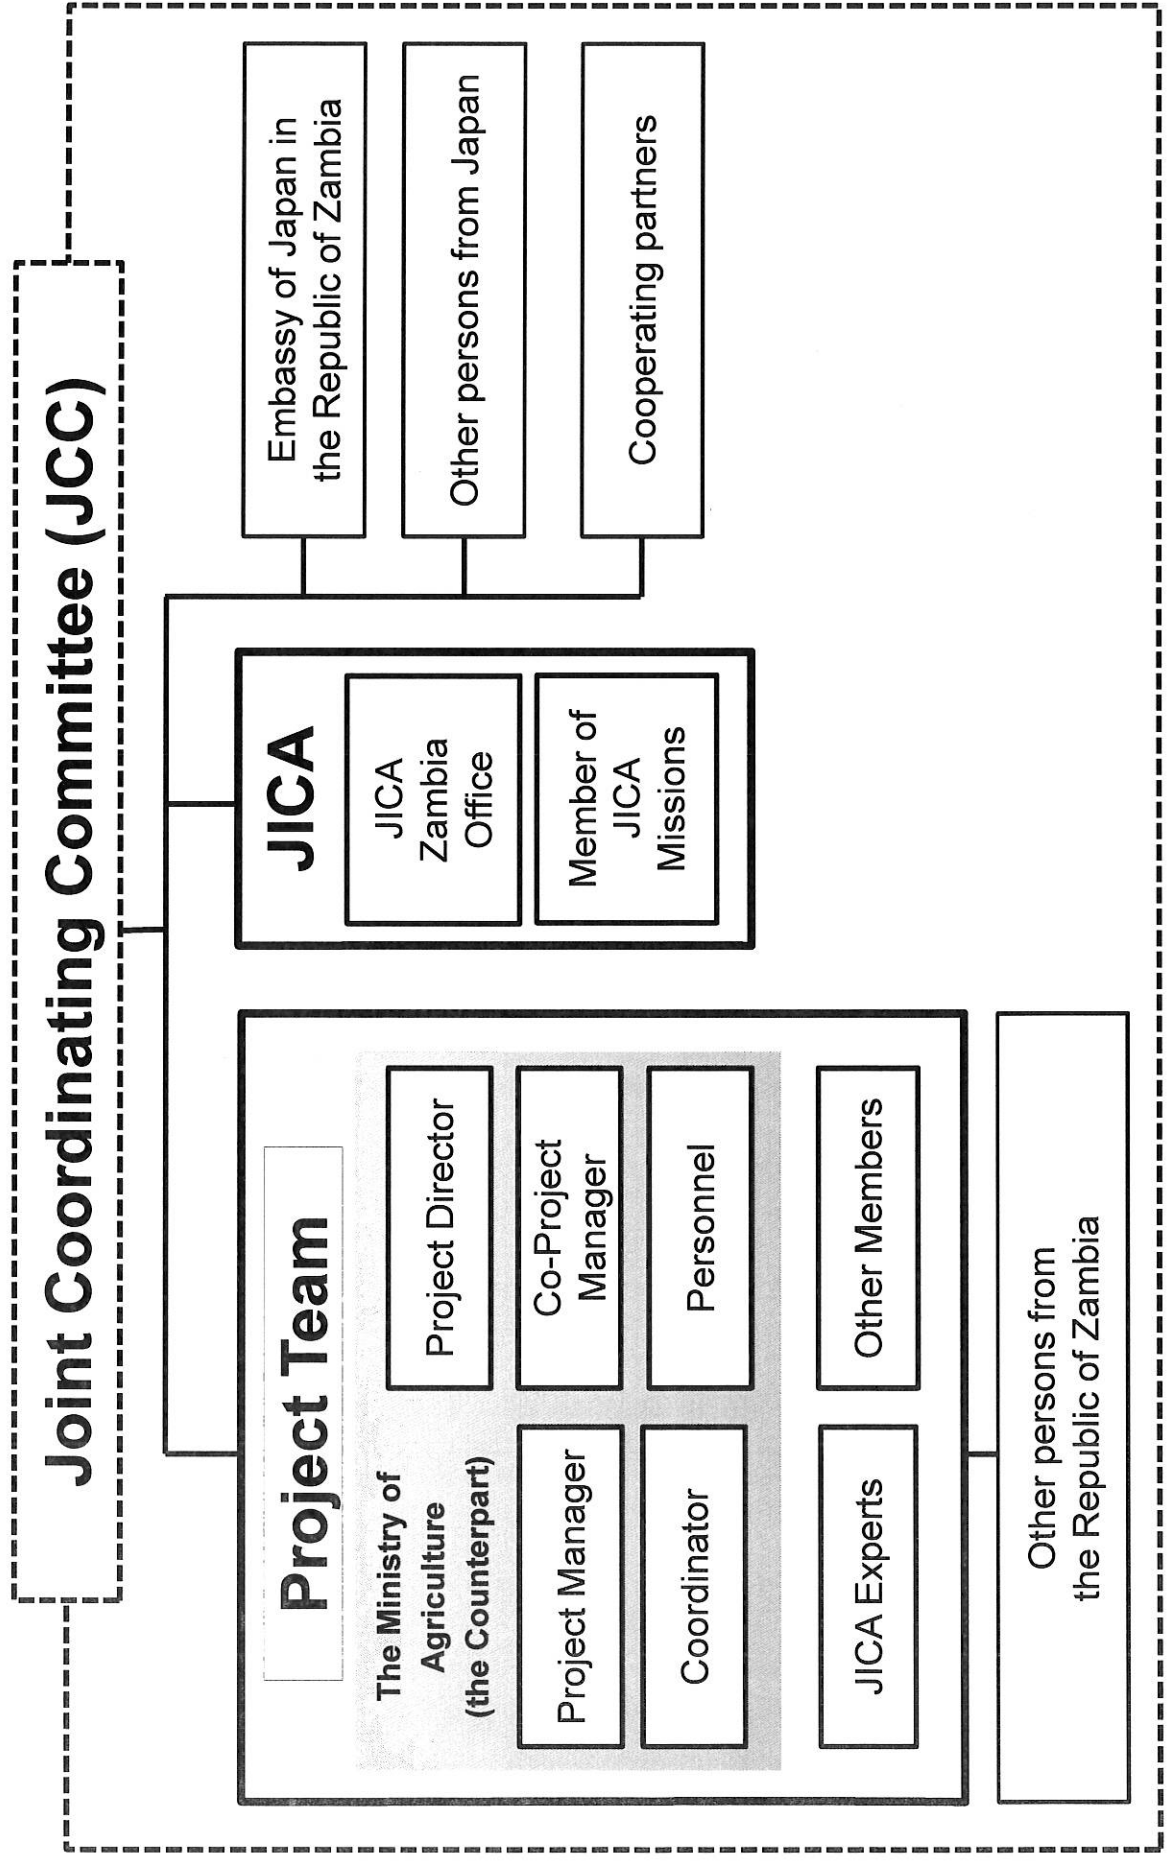 Joint Coordinating Committee (JCC)
Project Team
The Ministry of
Agriculture
(the Counterpart)
Project Director
Project Manager
Co-Project
Manager
Coordinator
Personnel
JICA Experts
Other Members
Other persons from
the Republic of Zambia
JICA
JICA
Zambia
Office
Member of
JICA
Missions
Embassy of Japan in
the Republic of Zambia
Other persons from Japan
Cooperating partners